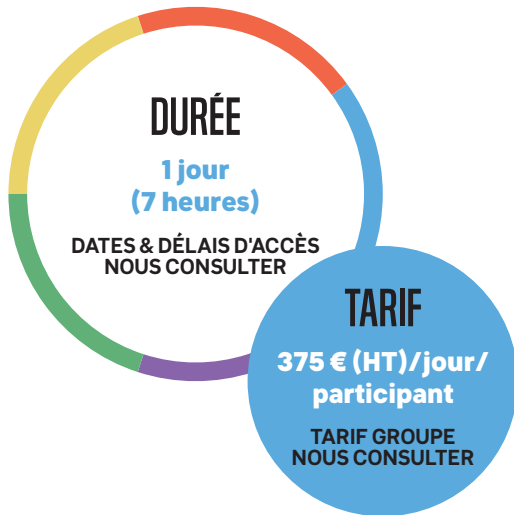 DURÉE
1 jour
(7 heures)
DATES & DÉLAIS D'ACCÈS
NOUS CONSULTER
TARIF
375 € (HT)/jour/
participant
TARIF GROUPE
NOUS CONSULTER